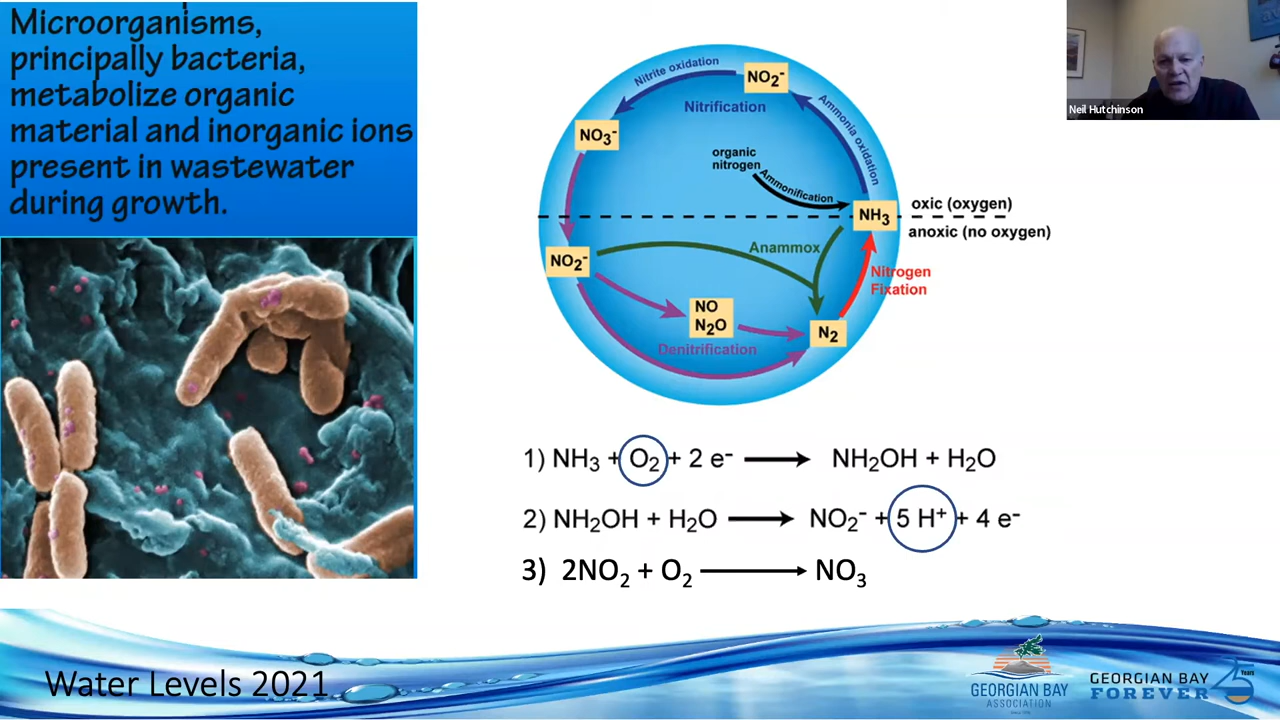 Microorganisms,
principally bacteria,
metabolize organic
material and inorganic ions
present in wastewater
during growth.
Neil Hutchinson
Nitrite oxidation
NO₂⁻
Nitrification
Ammonia oxidation
NO₃⁻
organic
nitrogen
Ammonification
NH₃
oxic (oxygen)
anoxic (no oxygen)
NO₂⁻
Anammox
Nitrogen
Fixation
NO
N₂O
N₂
Denitrification
1) NH₃ + O₂ + 2 e⁻ ⟶ NH₂OH + H₂O
2) NH₂OH + H₂O ⟶ NO₂⁻ + 5 H⁺ + 4 e⁻
3) 2NO₂ + O₂ ⟶ NO₃
Water Levels 2021
GEORGIAN BAY
ASSOCIATION
GEORGIAN BAY
FOREVER
25 Years